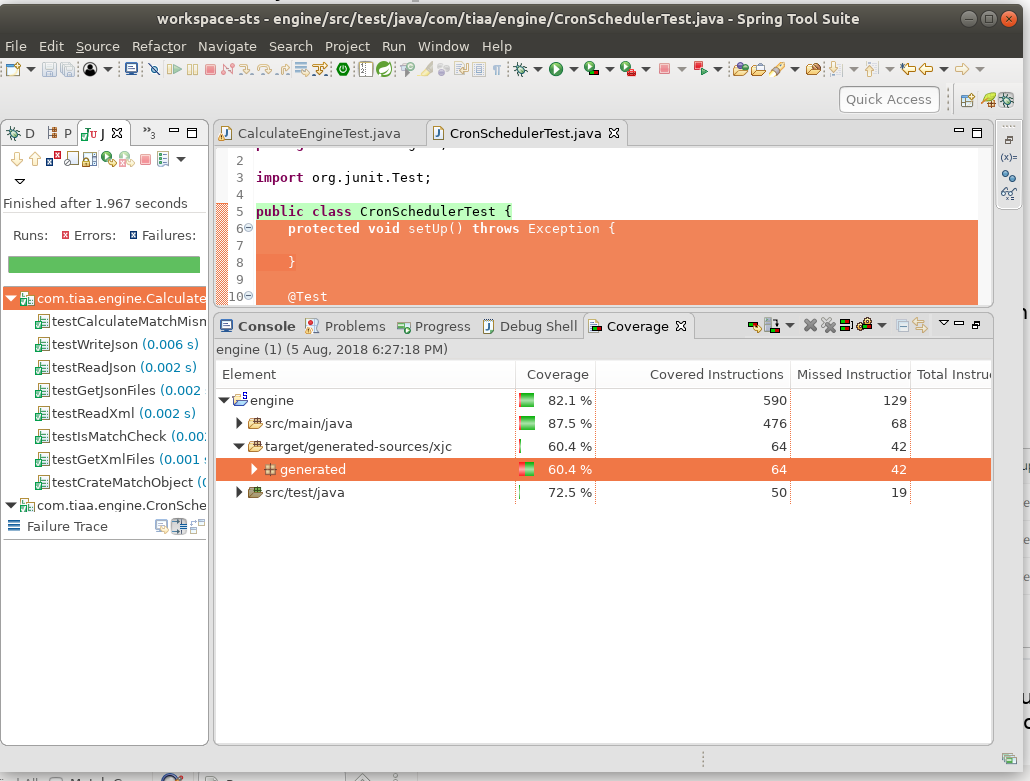 workspace-sts - engine/src/test/java/com/tiaa/engine/CronSchedulerTest.java - Spring Tool Suite
File Edit Source Refactor Navigate Search Project Run Window Help
Quick Access
D P J 3
CalculateEngineTest.java CronSchedulerTest.java
Finished after 1.967 seconds
Runs: Errors: Failures:
com.tiaa.engine.Calculate
testCalculateMatchMisn
testWriteJson (0.006 s)
testReadJson (0.002 s)
testGetJsonFiles (0.002
testReadXml (0.002 s)
testIsMatchCheck (0.00
testGetXmlFiles (0.001
testCrateMatchObject (0
com.tiaa.engine.CronSche
Failure Trace
2
3 import org.junit.Test;
4
5 public class CronSchedulerTest {
6 protected void setUp() throws Exception {
7
8 }
9
10 @Test
Console Problems Progress Debug Shell Coverage
engine (1) (5 Aug, 2018 6:27:18 PM)
Element Coverage Covered Instructions Missed Instruction Total Instru
engine 82.1 % 590 129
src/main/java 87.5 % 476 68
target/generated-sources/xjc 60.4 % 64 42
generated 60.4 % 64 42
src/test/java 72.5 % 50 19